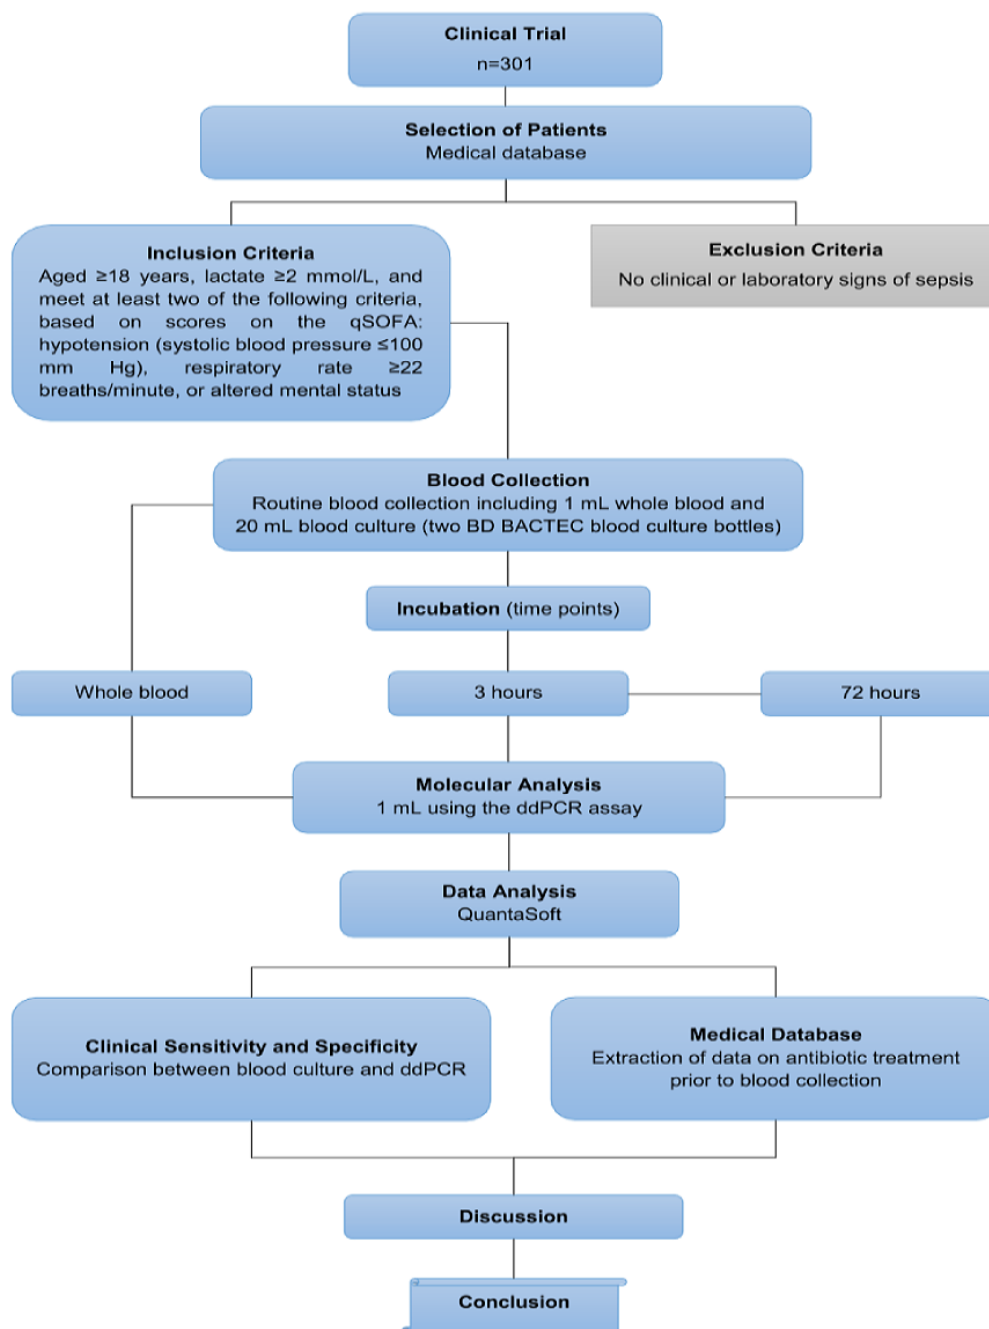 Clinical Trial
n=301
Selection of Patients
Medical database
Inclusion Criteria
Aged ≥18 years, lactate ≥2 mmol/L, and
meet at least two of the following criteria,
based on scores on the qSOFA:
hypotension (systolic blood pressure ≤100
mm Hg), respiratory rate ≥22
breaths/minute, or altered mental status
Exclusion Criteria
No clinical or laboratory signs of sepsis
Blood Collection
Routine blood collection including 1 mL whole blood and
20 mL blood culture (two BD BACTEC blood culture bottles)
Incubation (time points)
Whole blood
3 hours
72 hours
Molecular Analysis
1 mL using the ddPCR assay
Data Analysis
QuantaSoft
Clinical Sensitivity and Specificity
Comparison between blood culture and ddPCR
Medical Database
Extraction of data on antibiotic treatment
prior to blood collection
Discussion
Conclusion